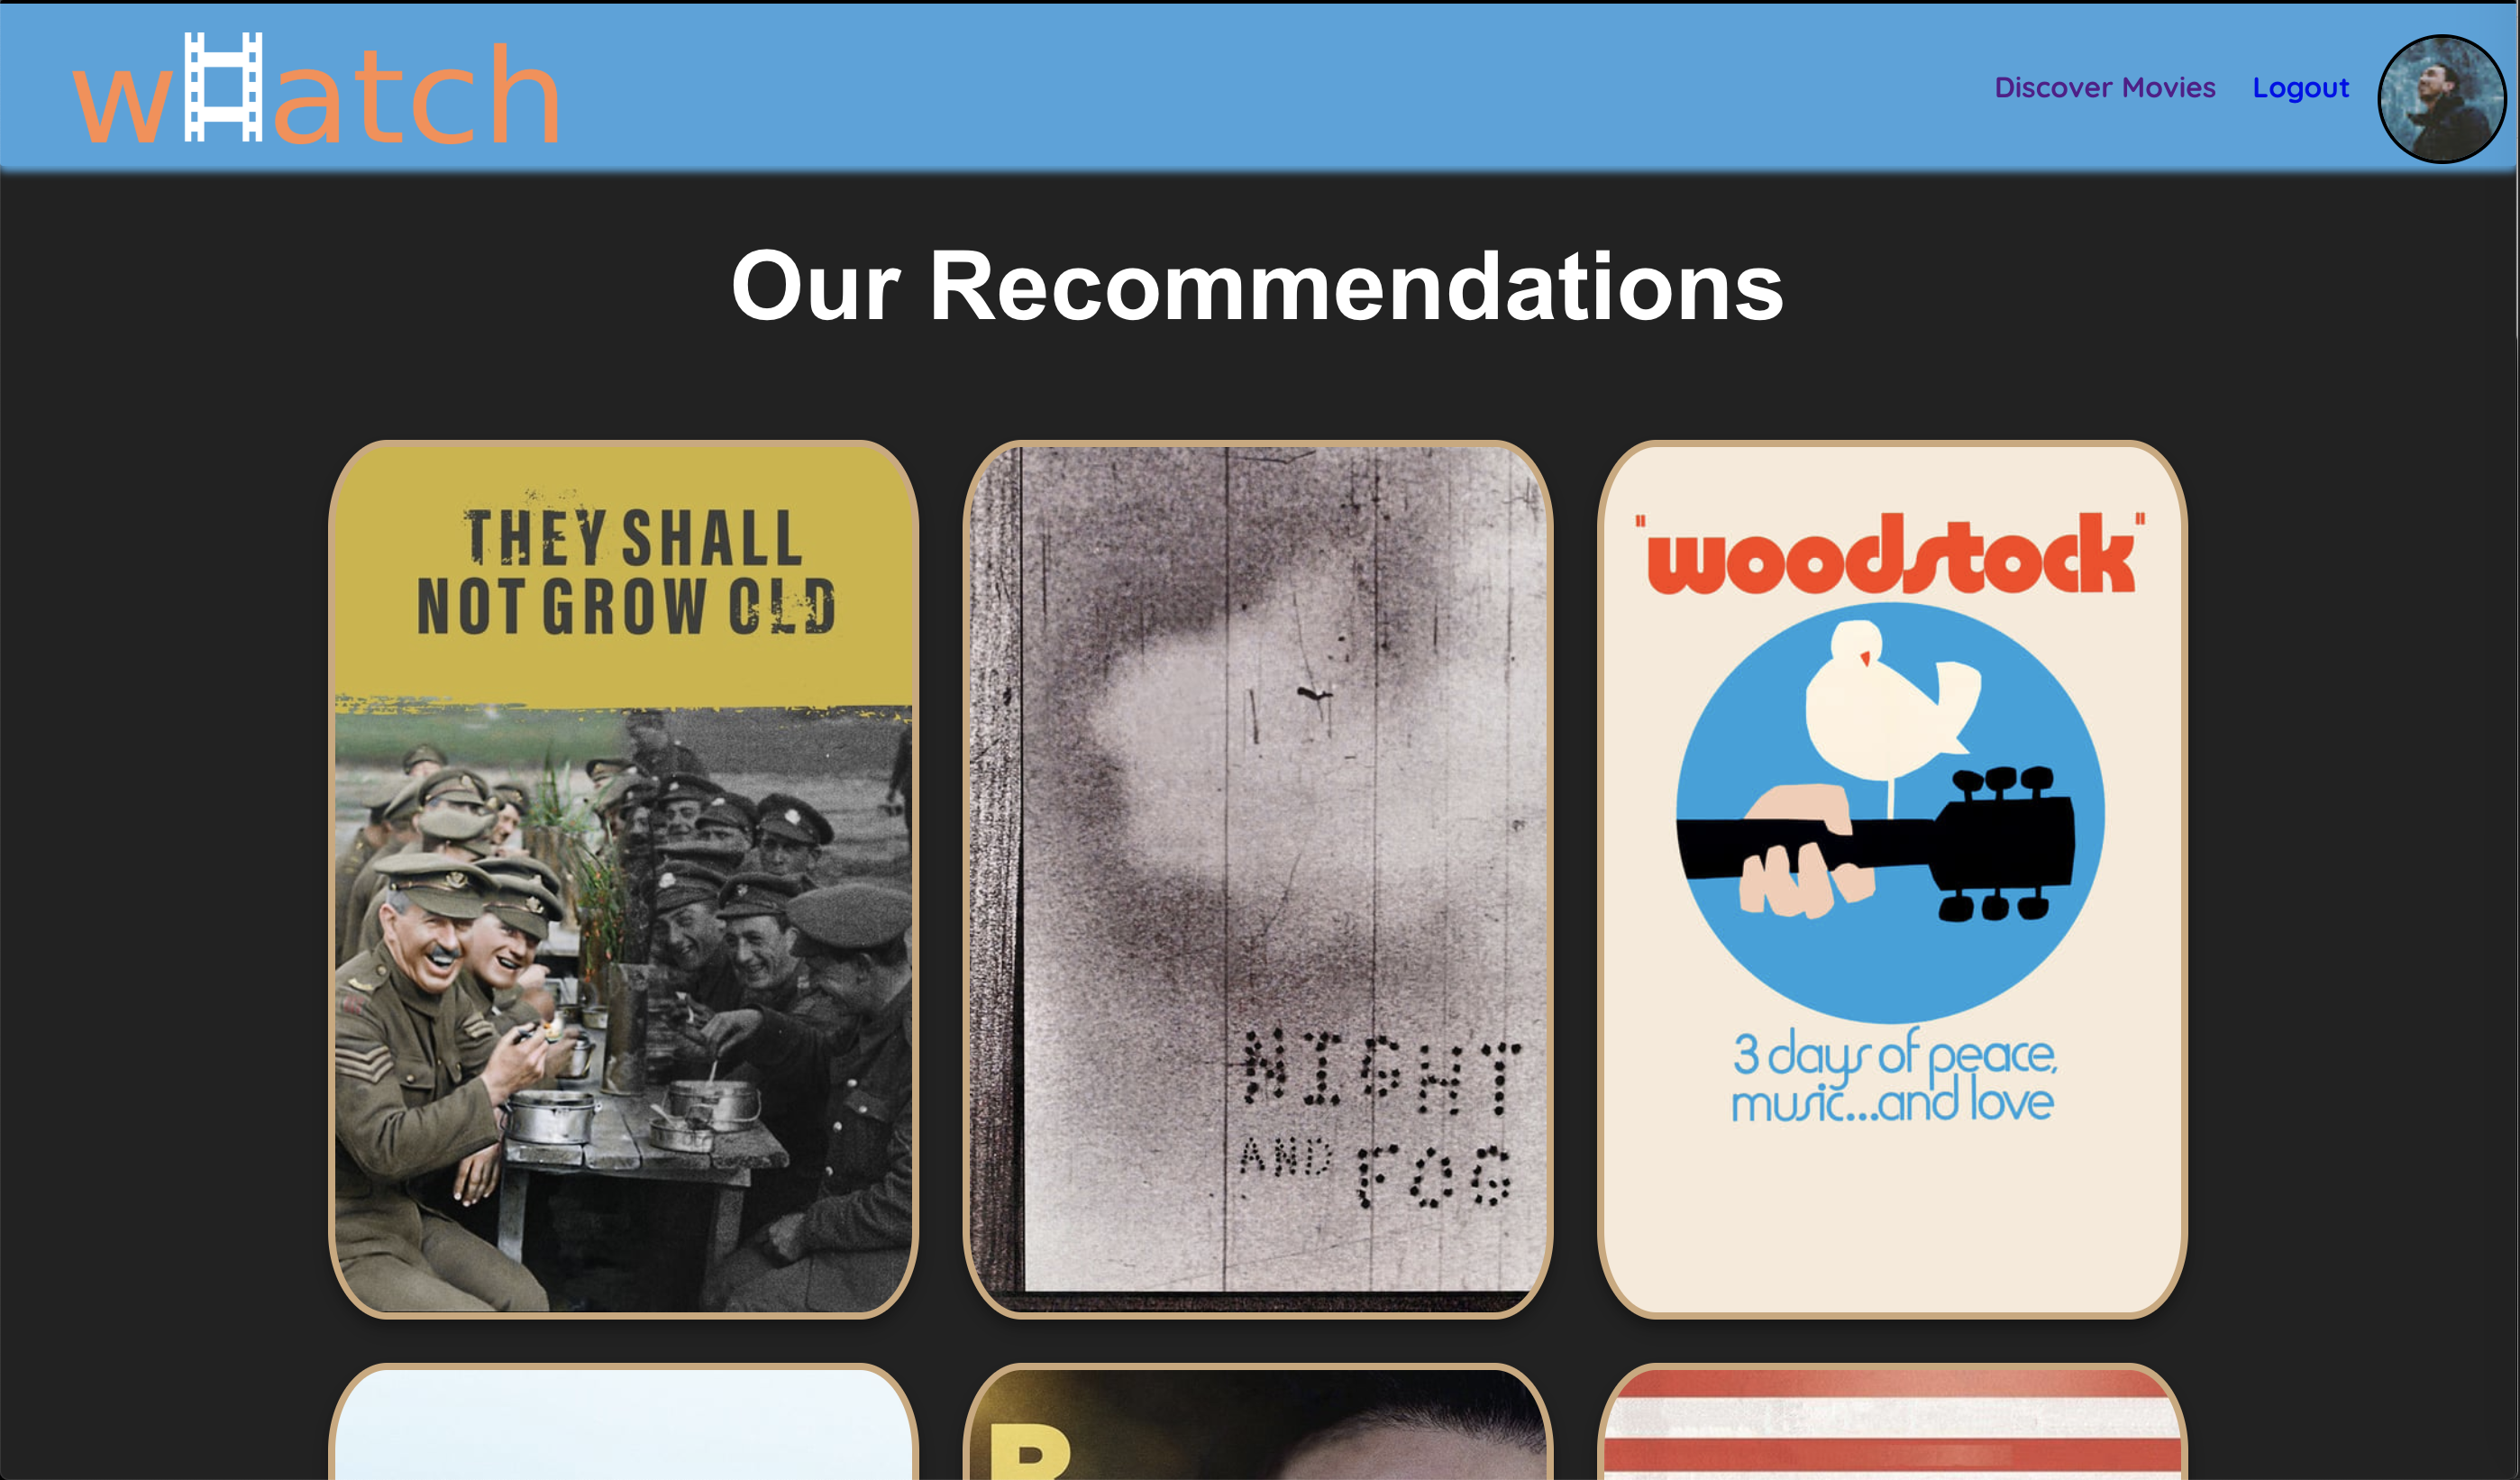 wHatch
Discover Movies
Logout
Our Recommendations
THEY SHALL
NOT GROW OLD
NIGHT
AND FOG
"woodstock"
3 days of peace,
music...and love
R